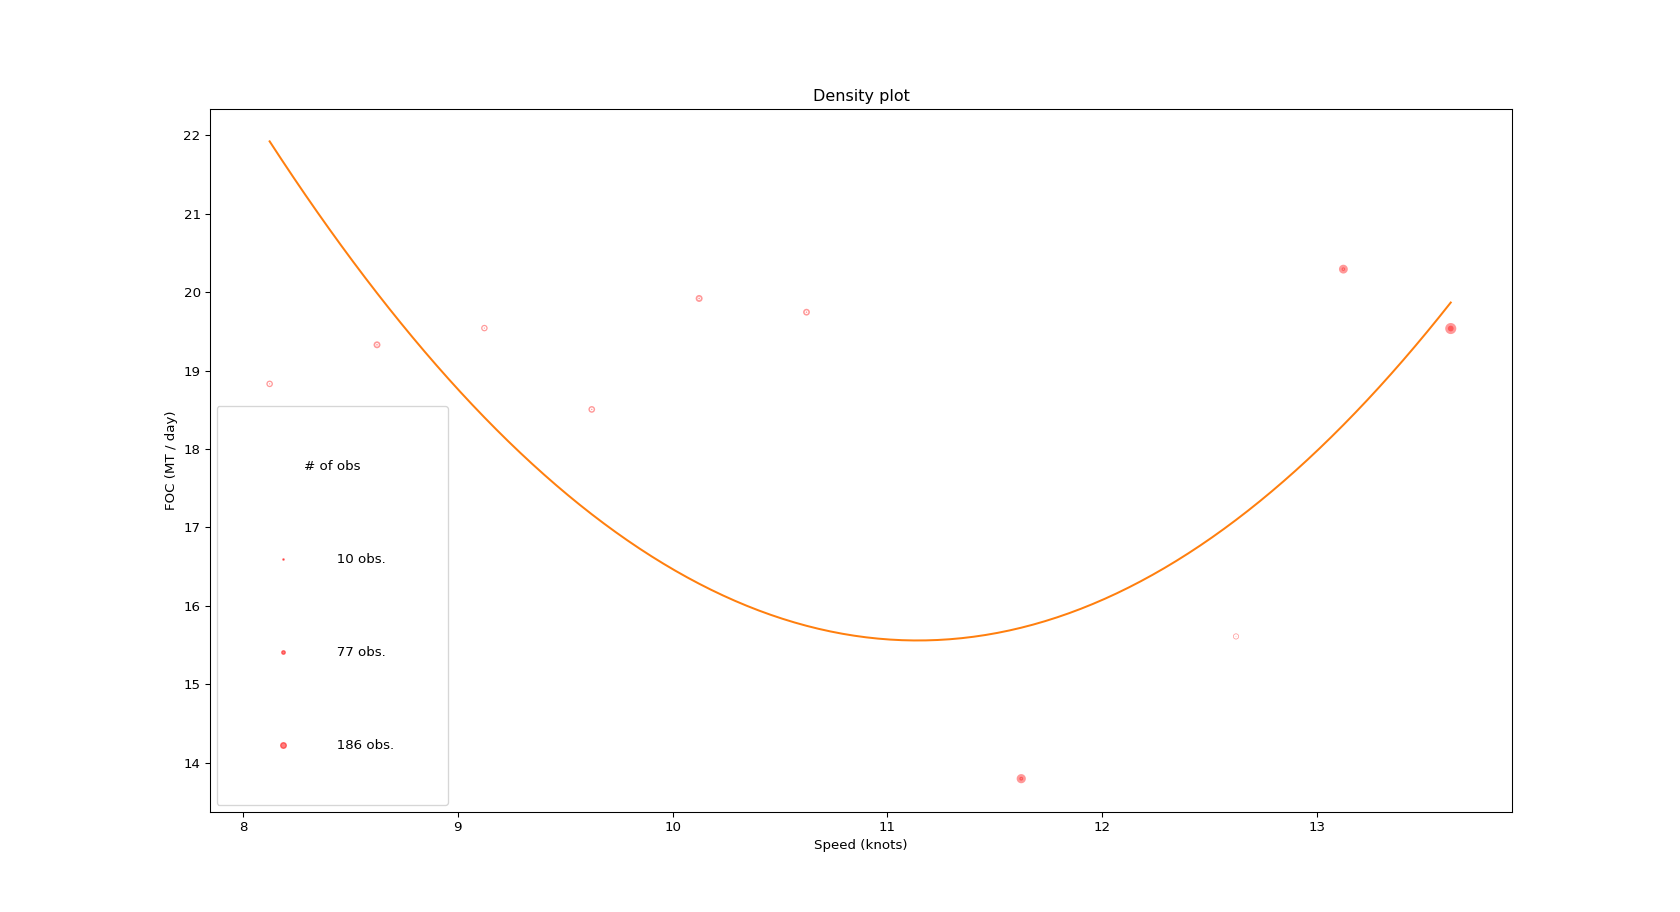 Density plot
22
21
20
19
18
17
16
15
14
FOC (MT / day)
# of obs
10 obs.
77 obs.
186 obs.
8
9
10
11
12
13
Speed (knots)